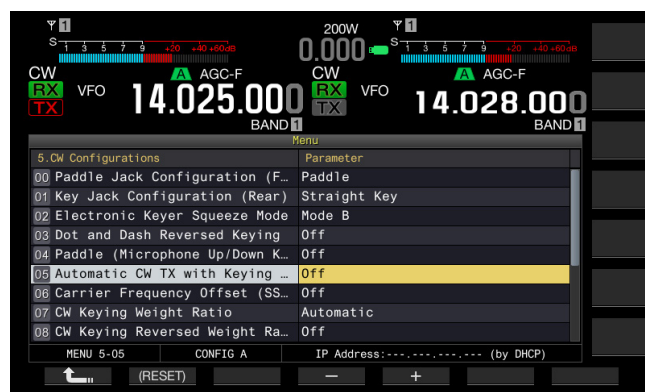 1 200W 1
S 1 3 5 7 9 +20 +40 +60dB 0.000 S 1 3 5 7 9 +20 +40 +60dB
CW A AGC-F CW A AGC-F
RX VFO 14.025.000 RX VFO 14.028.000
TX TX
BAND 1 BAND 1
Menu
5.CW Configurations Parameter
00 Paddle Jack Configuration (F… Paddle
01 Key Jack Configuration (Rear) Straight Key
02 Electronic Keyer Squeeze Mode Mode B
03 Dot and Dash Reversed Keying Off
04 Paddle (Microphone Up/Down K… Off
05 Automatic CW TX with Keying … Off
06 Carrier Frequency Offset (SS… Off
07 CW Keying Weight Ratio Automatic
08 CW Keying Reversed Weight Ra… Off
MENU 5-05 CONFIG A IP Address:---.---.---.--- (by DHCP)
(RESET) − +